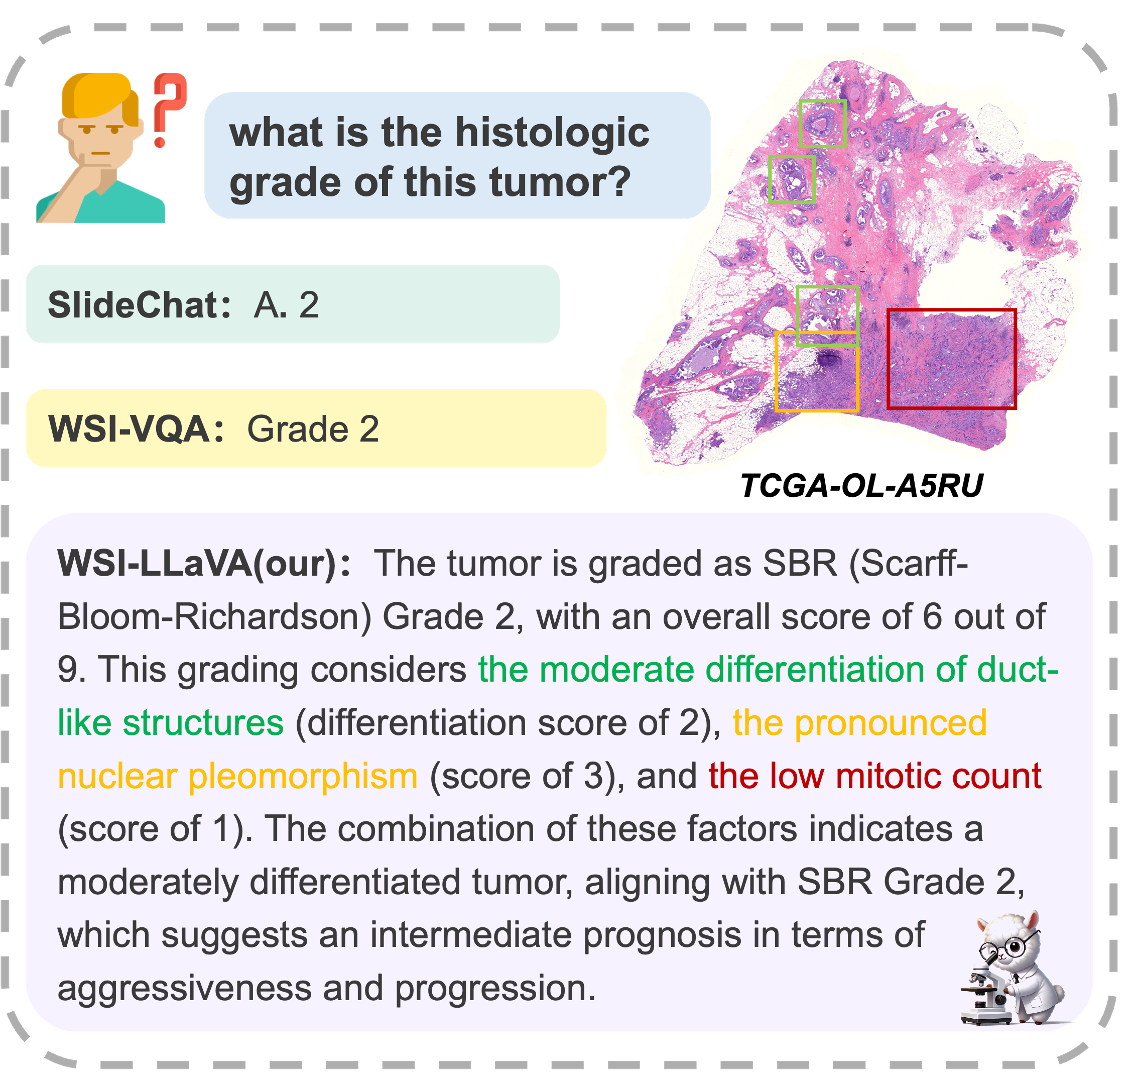 ?
what is the histologic
grade of this tumor?
SlideChat: A. 2
WSI-VQA: Grade 2
TCGA-OL-A5RU
WSI-LLaVA(our): The tumor is graded as SBR (Scarff-
Bloom-Richardson) Grade 2, with an overall score of 6 out of
9. This grading considers the moderate differentiation of duct-
like structures (differentiation score of 2), the pronounced
nuclear pleomorphism (score of 3), and the low mitotic count
(score of 1). The combination of these factors indicates a
moderately differentiated tumor, aligning with SBR Grade 2,
which suggests an intermediate prognosis in terms of
aggressiveness and progression.